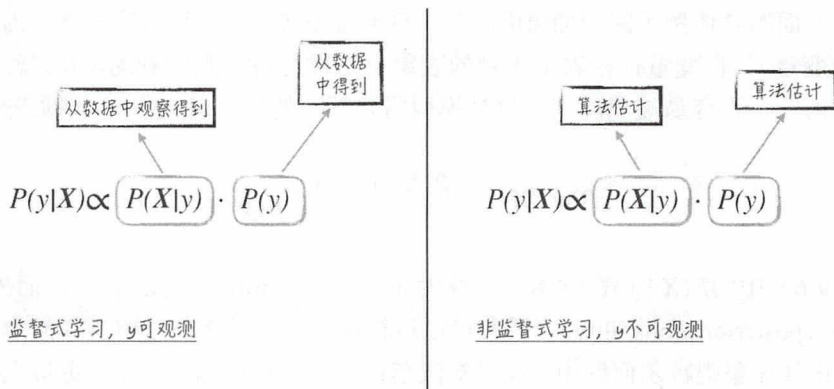 从数据
中得到
从数据中观察得到
P(y|X)∝ P(X|y) · P(y)
监督式学习, y可观测
算法估计
算法估计
P(y|X)∝ P(X|y) · P(y)
非监督式学习, y不可观测